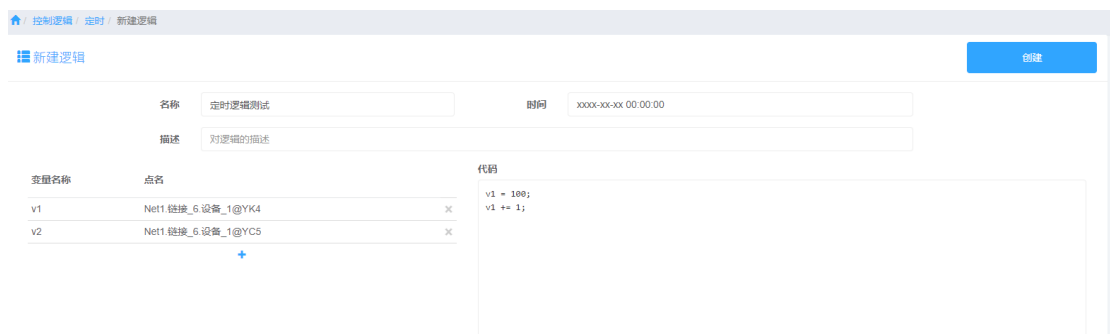 / 控制逻辑 / 定时 / 新建逻辑
新建逻辑
创建
名称 定时逻辑测试 时间 xxxx-xx-xx 00:00:00
描述 对逻辑的描述
变量名称 点名
v1 Net1.链接_6.设备_1@YK4
v2 Net1.链接_6.设备_1@YC5
代码
v1 = 100;
v1 += 1;